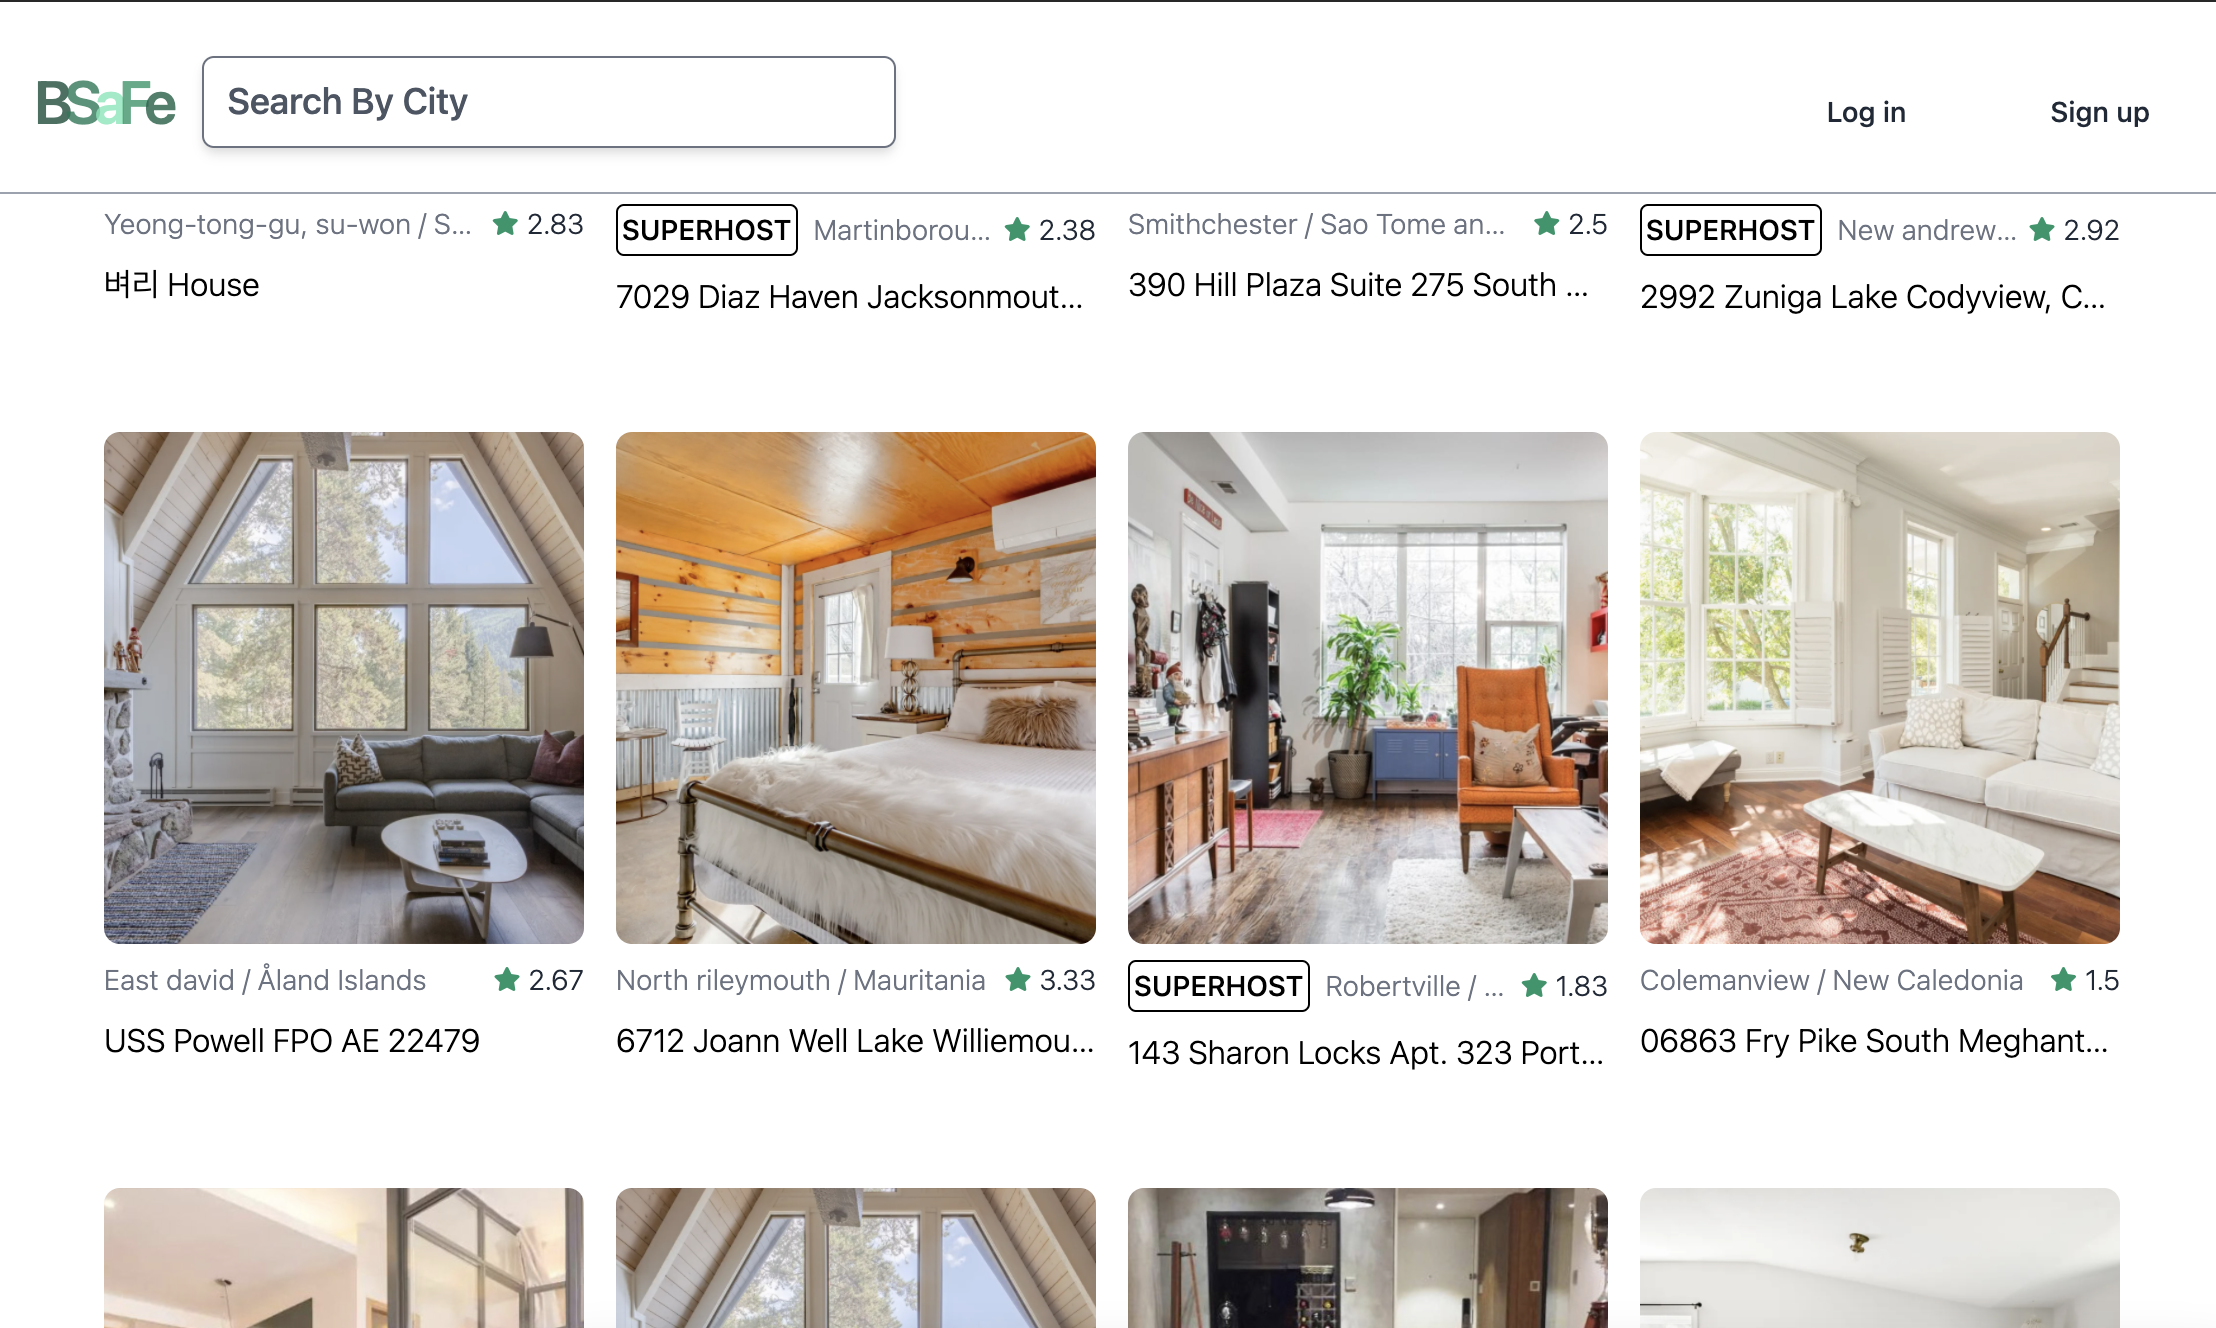 BSaFe
Search By City
Log in
Sign up
Yeong-tong-gu, su-won / S... 2.83
벼리 House
SUPERHOST Martinborou... 2.38
7029 Diaz Haven Jacksonmout...
Smithchester / Sao Tome an... 2.5
390 Hill Plaza Suite 275 South ...
SUPERHOST New andrew... 2.92
2992 Zuniga Lake Codyview, C...
East david / Åland Islands 2.67
USS Powell FPO AE 22479
North rileymouth / Mauritania 3.33
6712 Joann Well Lake Williemou...
SUPERHOST Robertville / ... 1.83
143 Sharon Locks Apt. 323 Port...
Colemanview / New Caledonia 1.5
06863 Fry Pike South Meghant...